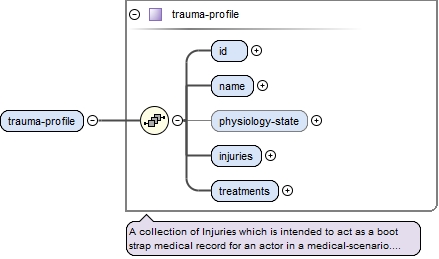 trauma-profile
id
name
trauma-profile
physiology-state
injuries
treatments
A collection of Injuries which is intended to act as a boot
strap medical record for an actor in a medical-scenario....